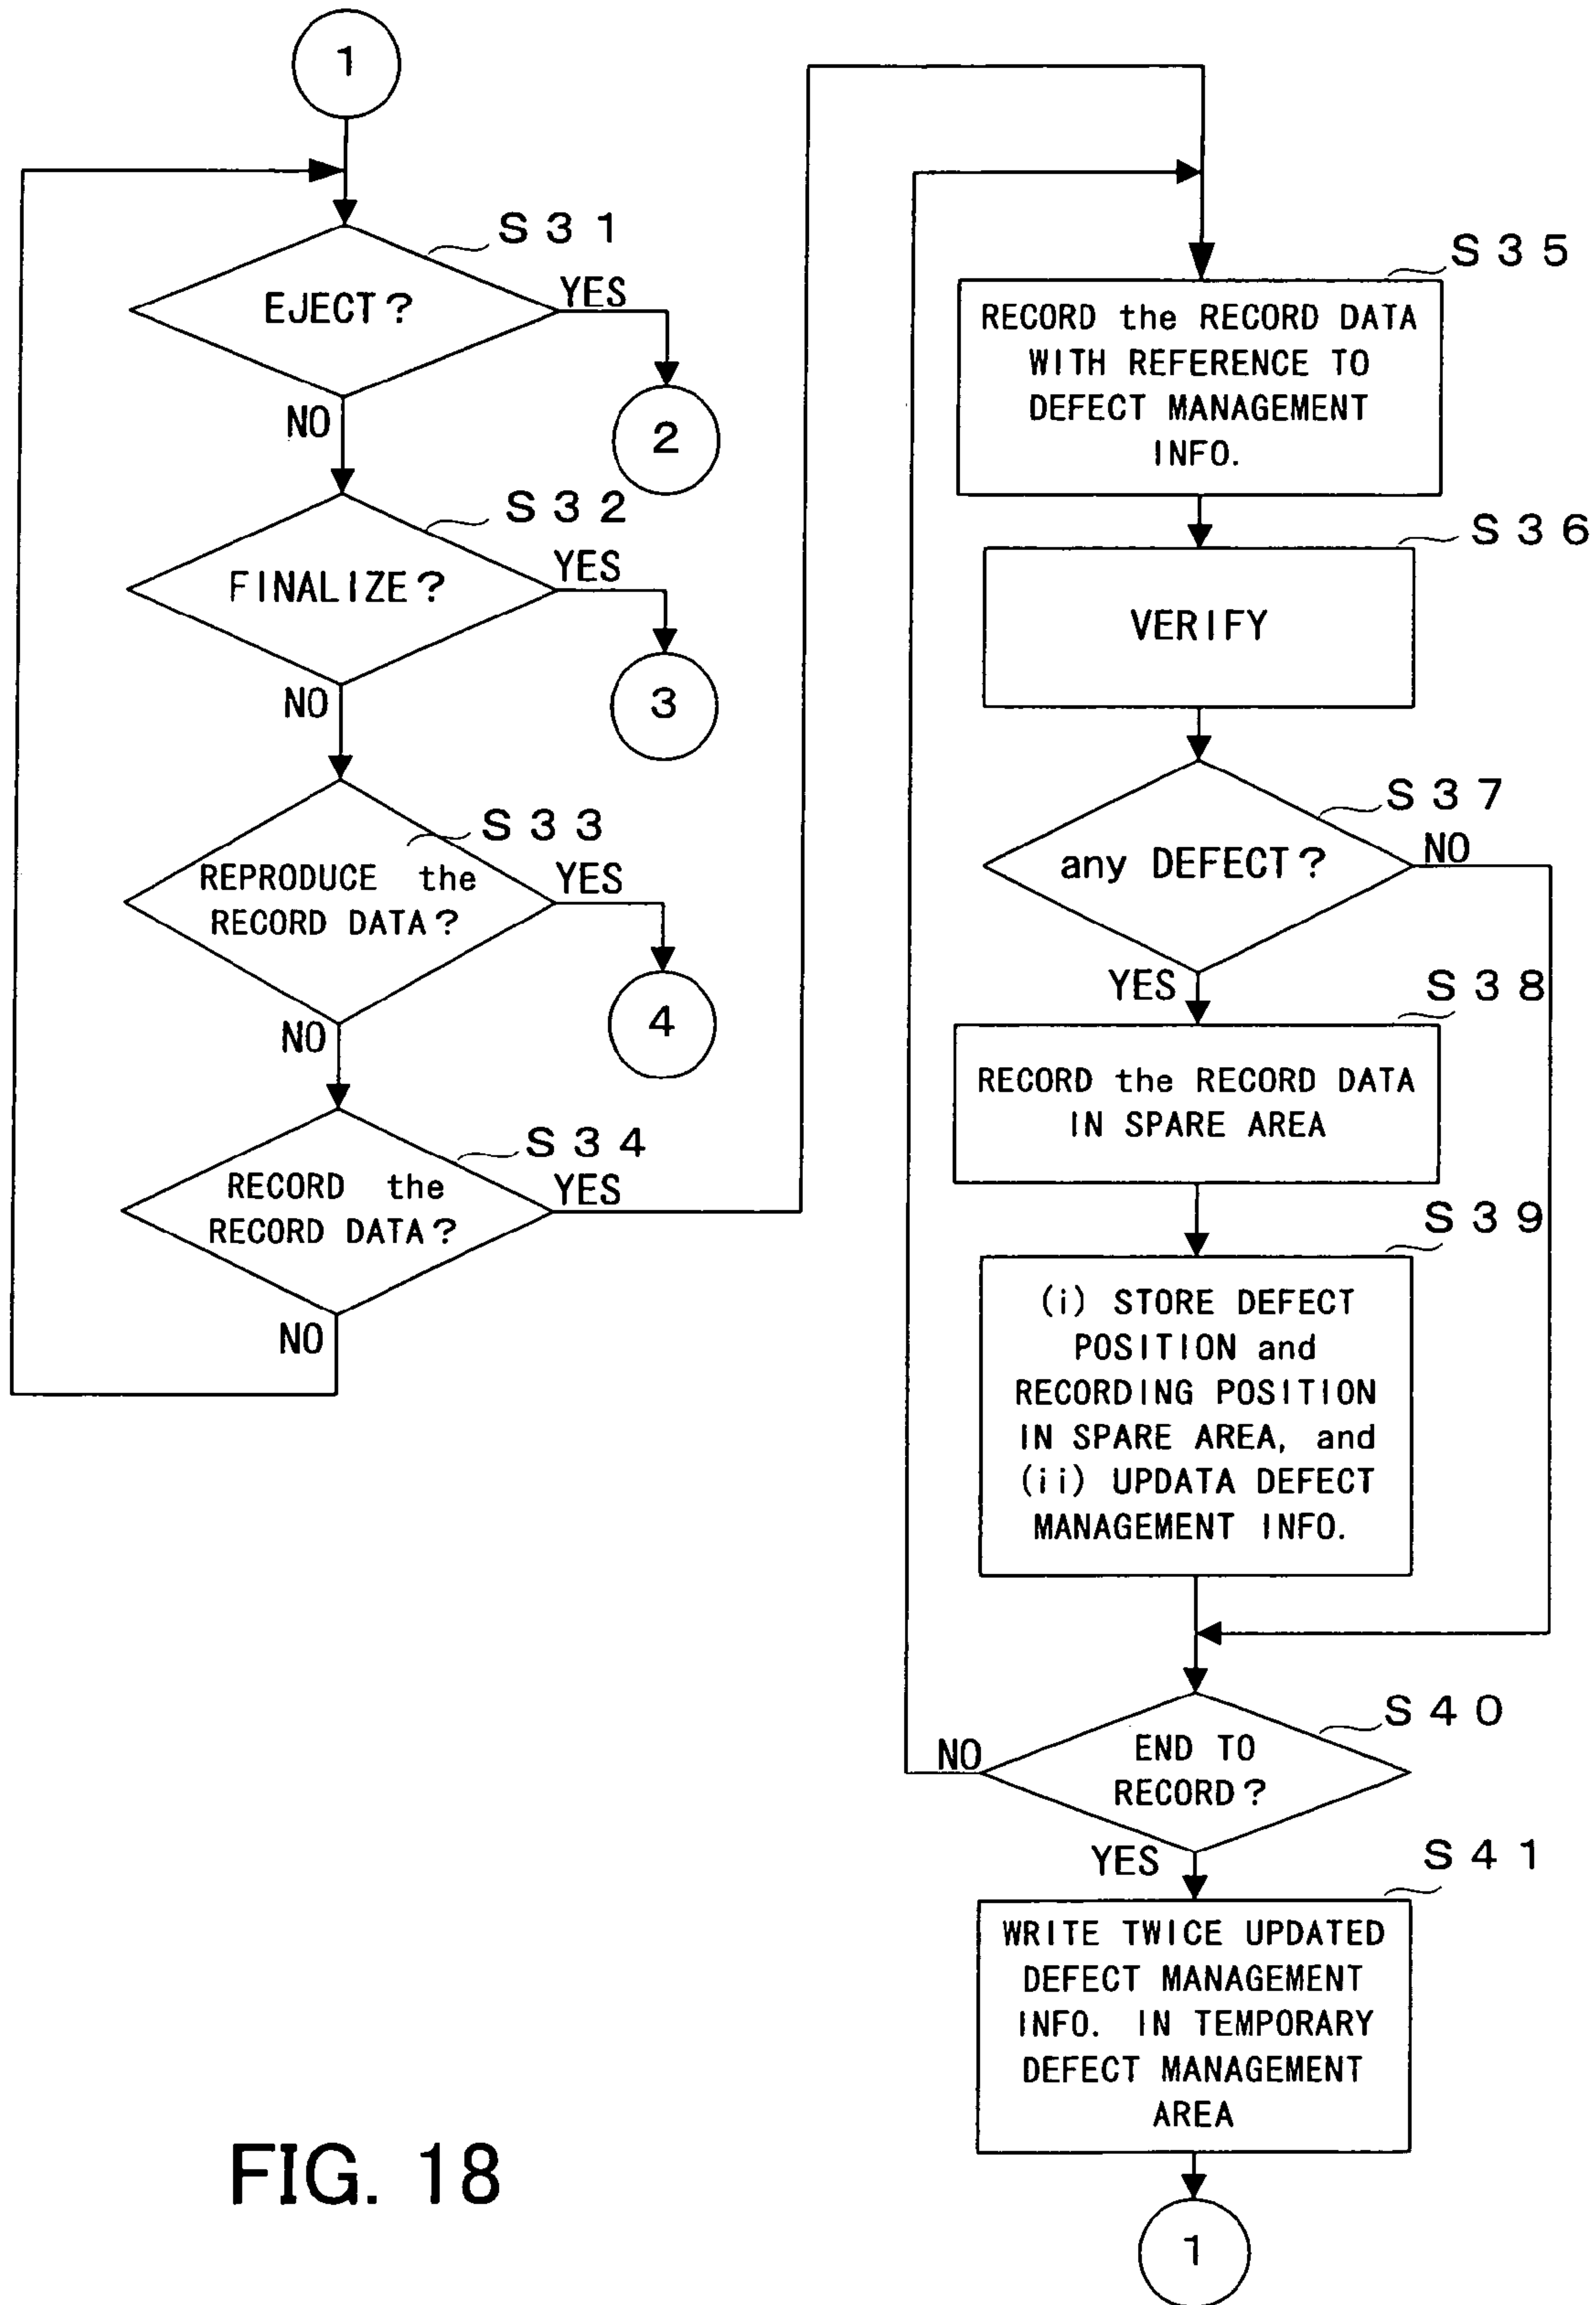 1
S31
EJECT?
YES
2
NO
S32
FINALIZE?
YES
3
NO
S33
REPRODUCE the
RECORD DATA?
YES
4
NO
S34
RECORD the
RECORD DATA?
YES
NO
S35
RECORD the RECORD DATA
WITH REFERENCE TO
DEFECT MANAGEMENT
INFO.
S36
VERIFY
S37
any DEFECT?
NO
YES
S38
RECORD the RECORD DATA
IN SPARE AREA
S39
(i) STORE DEFECT
POSITION and
RECORDING POSITION
IN SPARE AREA, and
(ii) UPDATA DEFECT
MANAGEMENT INFO.
S40
END TO
RECORD?
NO
YES
S41
WRITE TWICE UPDATED
DEFECT MANAGEMENT
INFO. IN TEMPORARY
DEFECT MANAGEMENT
AREA
1
FIG. 18